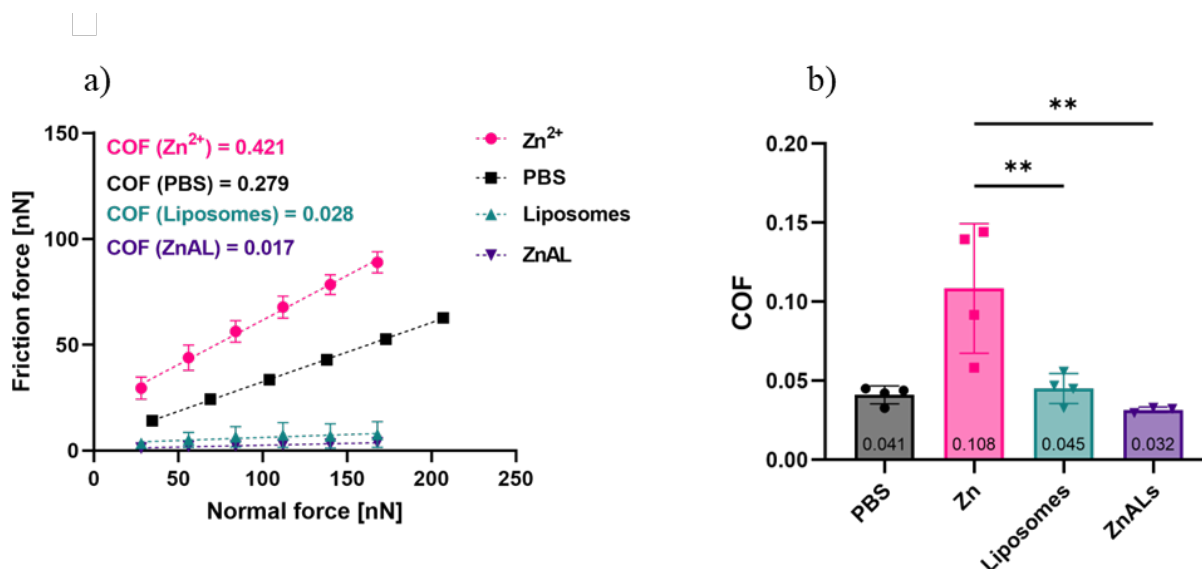 a)
150
100
50
0
Friction force [nN]
COF (Zn²⁺) = 0.421
COF (PBS) = 0.279
COF (Liposomes) = 0.028
COF (ZnAL) = 0.017
Zn²⁺
PBS
Liposomes
ZnAL
0 50 100 150 200 250
Normal force [nN]
b)
**
**
0.20
0.15
0.10
0.05
0.00
COF
0.041 0.108 0.045 0.032
PBS Zn Liposomes ZnALs